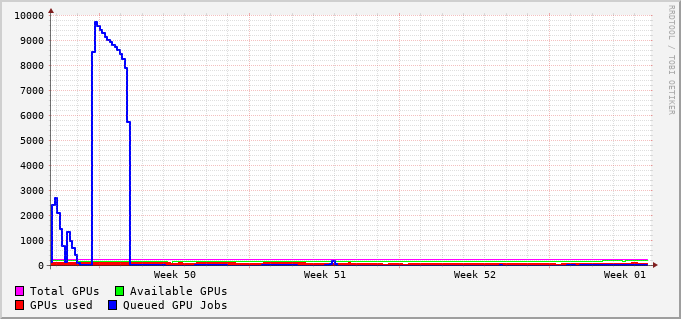 10000
9000
8000
7000
6000
5000
4000
3000
2000
1000
0
Week 50 Week 51 Week 52 Week 01
Total GPUs Available GPUs
GPUs used Queued GPU Jobs
RRDTOOL / TOBI OETIKER